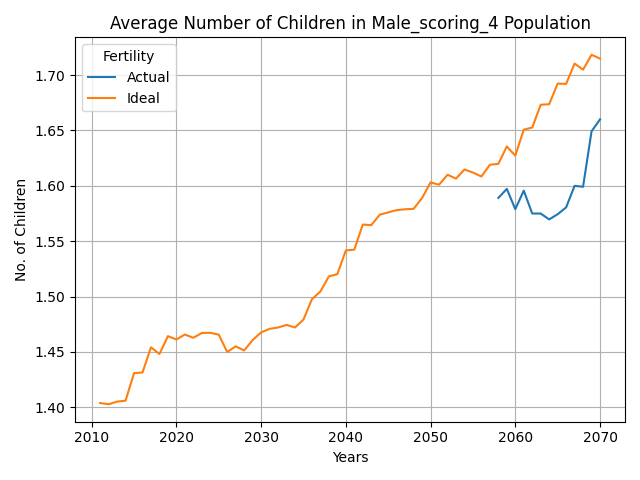 Average Number of Children in Male_scoring_4 Population
Fertility
Actual
Ideal
No. of Children
1.70
1.65
1.60
1.55
1.50
1.45
1.40
2010 2020 2030 2040 2050 2060 2070
Years